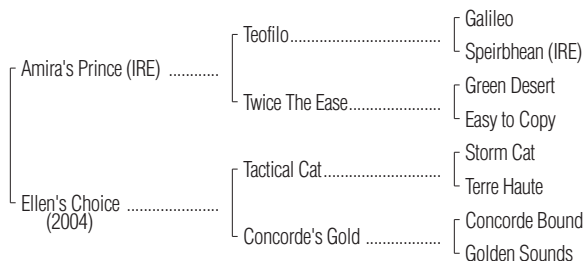 Galileo
Teofilo....................................
Speirbhean (IRE)
Amira's Prince (IRE) ............
Green Desert
Twice The Ease......................
Easy to Copy
Storm Cat
Tactical Cat............................
Terre Haute
Ellen's Choice ......................
(2004)
Concorde Bound
Concorde's Gold ..................
Golden Sounds